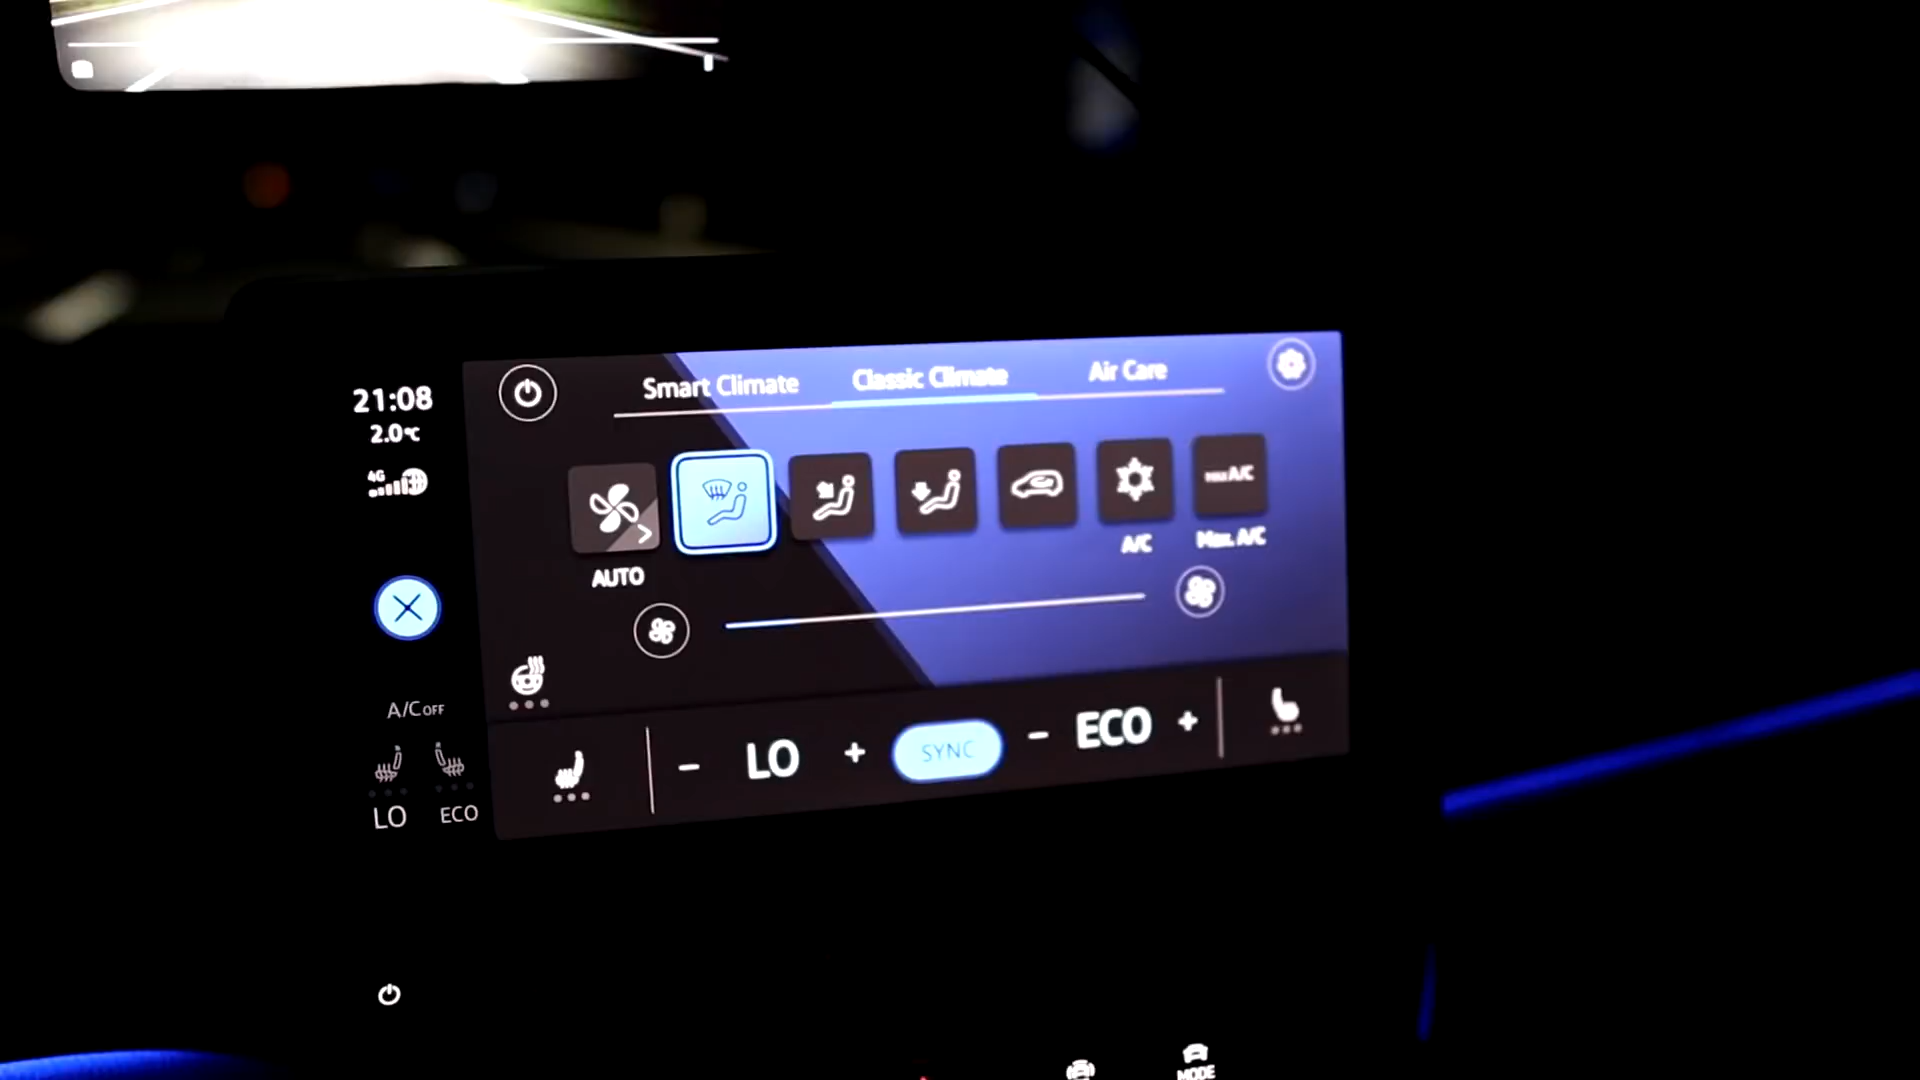 21:08
2.0°C
4G
Smart Climate
Classic Climate
Air Care
AUTO
A/C
MAX A/C
Max. A/C
A/C OFF
LO
ECO
LO
SYNC
ECO
MODE